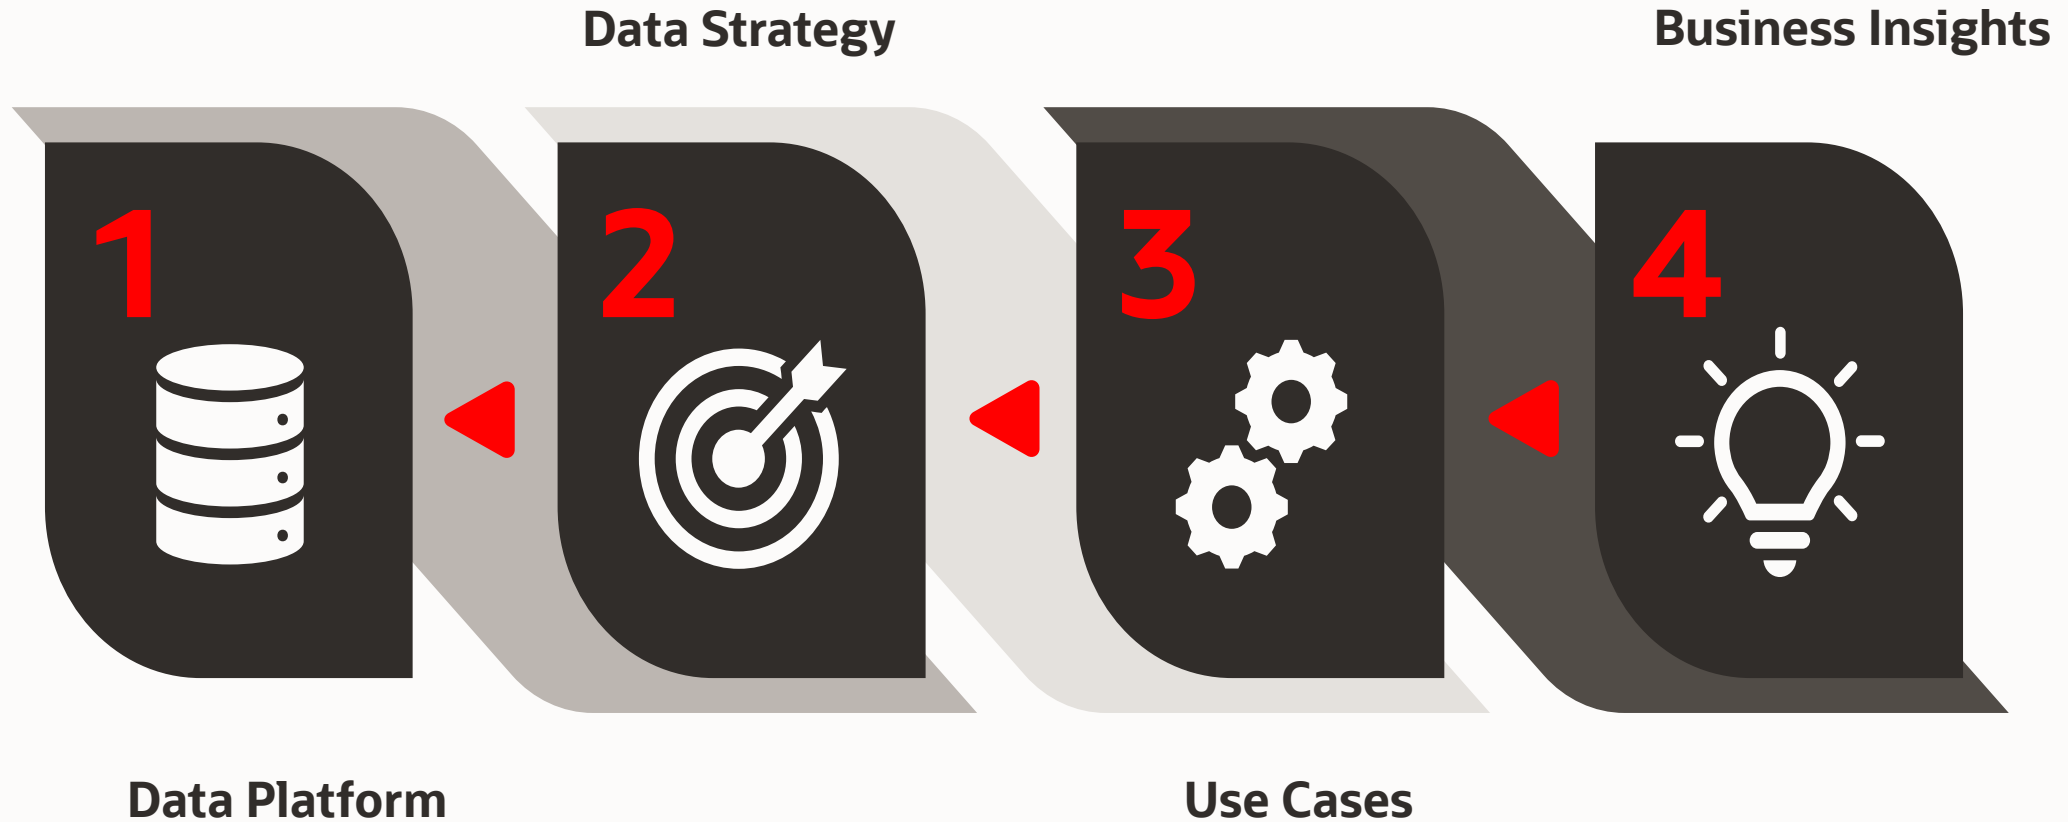 Data Strategy
Business Insights
1
2
3
4
Data Platform
Use Cases